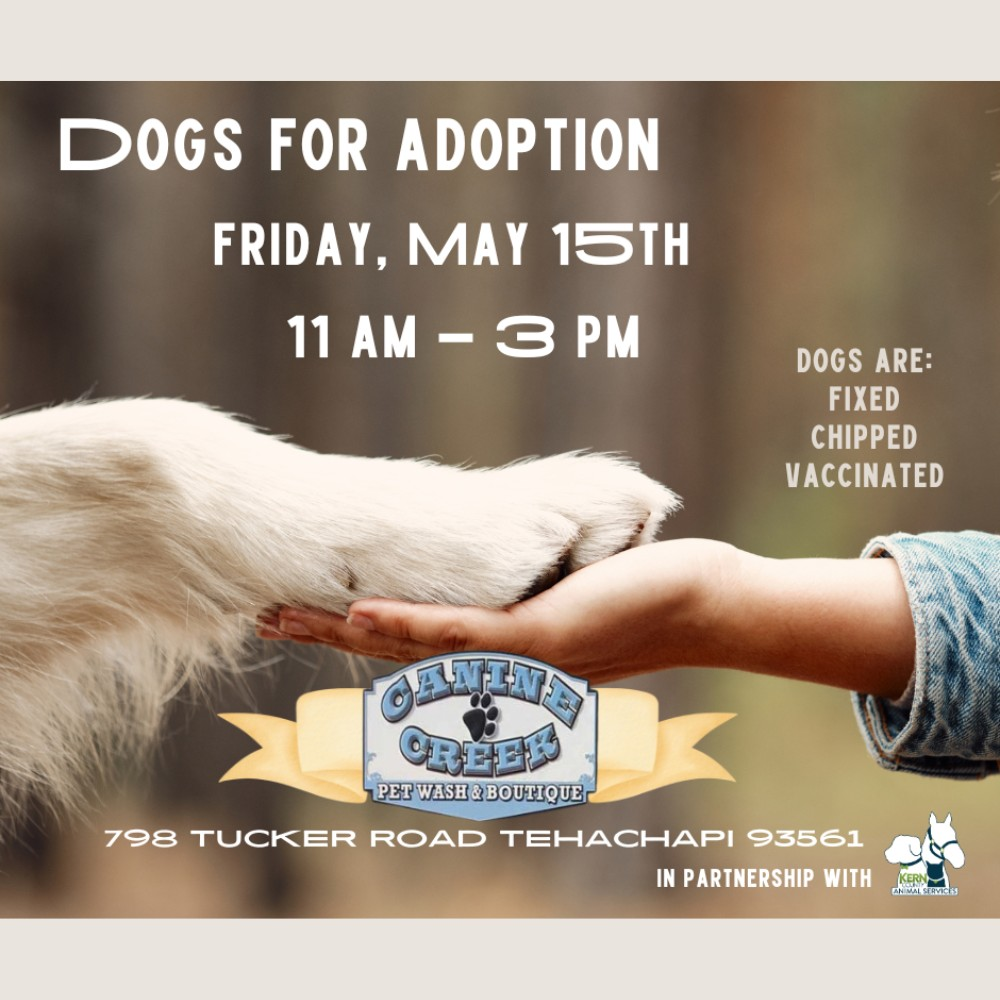 DOGS FOR ADOPTION
FRIDAY, MAY 15TH
11 AM – 3 PM
DOGS ARE:
FIXED
CHIPPED
VACCINATED
CANINE
CREEK
PET WASH & BOUTIQUE
798 TUCKER ROAD TEHACHAPI 93561
IN PARTNERSHIP WITH
KERN
COUNTY
ANIMAL SERVICES